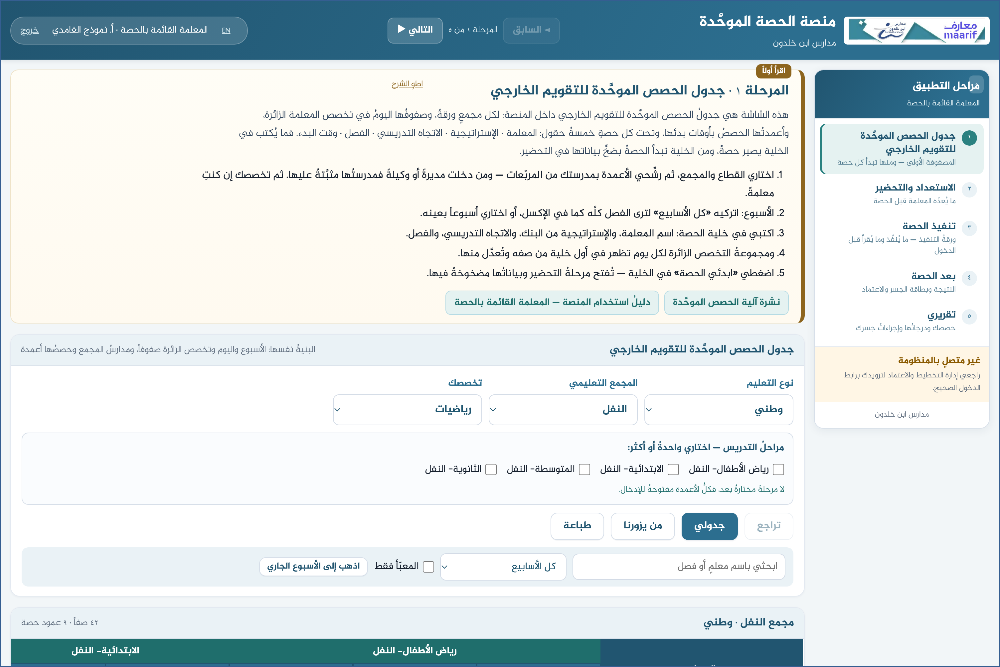 معارف
maarif
مدارس
ابن خلدون
Ibn Khaldun Schools
منصة الحصة الموحَّدة
مدارس ابن خلدون
◄ السابق
المرحلة ١ من ٥
التالي ▶
EN
المعلمة القائمة بالحصة · أ. نموذج الغامدي
خروج
مراحل التطبيق
المعلمة القائمة بالحصة
١
جدول الحصص الموحَّدة
للتقويم الخارجي
المصفوفة الأولى — ومنها تبدأ كل حصة
٢
الاستعداد والتحضير
ما يُعدّه المعلمة قبل الحصة
٣
تنفيذ الحصة
ورقةُ التنفيذ — ما يُنفَّذ وما يُقرأ قبل
الدخول
٤
بعد الحصة
النتيجة وبطاقة الجسر والاعتماد
٥
تقريري
حصصك ودرجاتُها وإجراءاتُ جسرك
غير متصلٍ بالمنظومة
راجعي إدارة التخطيط والاعتماد لتزويدك برابط
الدخول الصحيح.
مدارس ابن خلدون
اقرأ أولاً
المرحلة ١ · جدول الحصص الموحَّدة للتقويم الخارجي
اطوِ الشرح
هذه الشاشة هي جدولُ الحصص الموحَّدة للتقويم الخارجي داخل المنصة: لكل مجمعٍ ورقةٌ، وصفوفُها اليومُ في تخصص المعلمة الزائرة،
وأعمدتُها الحصصُ بأوقات بدئها، وتحت كل حصةٍ خمسةُ حقول: المعلمة · الإستراتيجية · الاتجاه التدريسي · الفصل · وقت البدء. فما يُكتب في
الخلية يصير حصةً، ومن الخلية تبدأ الحصةُ بضخِّ بياناتها في التحضير.
1. اختاري القطاع والمجمع، ثم رشِّحي الأعمدة بمدرستك من المربّعات — ومن دخلت مديرةً أو وكيلةً فمدرستُها مثبَّتةٌ عليها. ثم تخصصك إن كنتِ
معلمةً.
2. الأسبوع: اتركيه «كل الأسابيع» لترى الفصل كلَّه كما في الإكسل، أو اختاري أسبوعاً بعينه.
3. اكتبي في خلية الحصة: اسم المعلمة، والإستراتيجية من البنك، والاتجاه التدريسي، والفصل.
4. ومجموعةُ التخصص الزائرة لكل يوم تظهر في أول خلية من صفه وتُعدَّل منها.
5. اضغطي «ابدئي الحصة» في الخلية — تُفتح مرحلةُ التحضير وبياناتُها مضخوخةٌ فيها.
نشرة آلية الحصص الموحَّدة
دليلُ استخدام المنصة — المعلمة القائمة بالحصة
جدول الحصص الموحَّدة للتقويم الخارجي
البنيةُ نفسها: الأسبوع واليوم وتخصص الزائرة صفوفاً، ومدارسُ المجمع وحصصُها أعمدة
نوع التعليم
المجمع التعليمي
تخصصك
وطني
النفل
رياضيات
مراحلُ التدريس — اختاري واحدةً أو أكثر:
رياض الأطفال- النفل
الابتدائية- النفل
المتوسطة- النفل
الثانوية- النفل
لا مرحلةَ مختارةٌ بعد، فكلُّ الأعمدة مفتوحةٌ للإدخال.
تراجع
جدولي
من يزورنا
طباعة
ابحثي باسم معلمٍ أو فصل
كل الأسابيع
المعبّأ فقط
اذهب إلى الأسبوع الجاري
مجمع النفل · وطني
٤٢ صفاً · ٩ عمود حصة
رياض الأطفال- النفل
الابتدائية- النفل